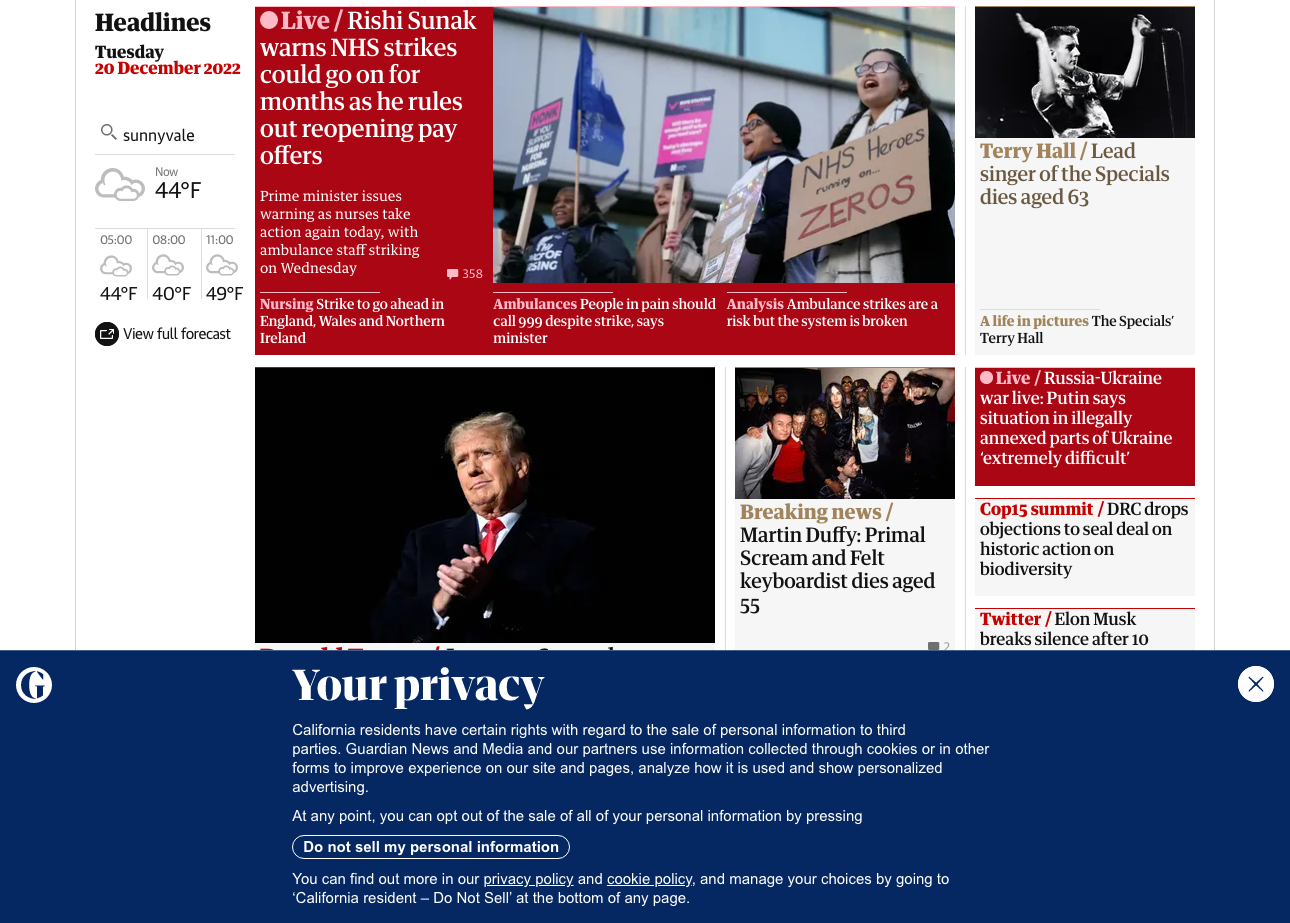 Headlines
Tuesday
20 December 2022
sunnyvale
Now
44°F
05:00
08:00
11:00
44°F
40°F
49°F
View full forecast
Live / Rishi Sunak
warns NHS strikes
could go on for
months as he rules
out reopening pay
offers
Prime minister issues
warning as nurses take
action again today, with
ambulance staff striking
on Wednesday
358
HONK
IF YOU
SUPPORT
FAIR PAY
FOR
NURSING
NHS Heroes
running on...
ZEROS
Nursing Strike to go ahead in
England, Wales and Northern
Ireland
Ambulances People in pain should
call 999 despite strike, says
minister
Analysis Ambulance strikes are a
risk but the system is broken
Terry Hall / Lead
singer of the Specials
dies aged 63
A life in pictures The Specials’
Terry Hall
Breaking news /
Martin Duffy: Primal
Scream and Felt
keyboardist dies aged
55
2
Live / Russia-Ukraine
war live: Putin says
situation in illegally
annexed parts of Ukraine
‘extremely difficult’
Cop15 summit / DRC drops
objections to seal deal on
historic action on
biodiversity
Twitter / Elon Musk
breaks silence after 10
Your privacy
California residents have certain rights with regard to the sale of personal information to third
parties. Guardian News and Media and our partners use information collected through cookies or in other
forms to improve experience on our site and pages, analyze how it is used and show personalized
advertising.
At any point, you can opt out of the sale of all of your personal information by pressing
Do not sell my personal information
You can find out more in our privacy policy and cookie policy, and manage your choices by going to
‘California resident – Do Not Sell’ at the bottom of any page.